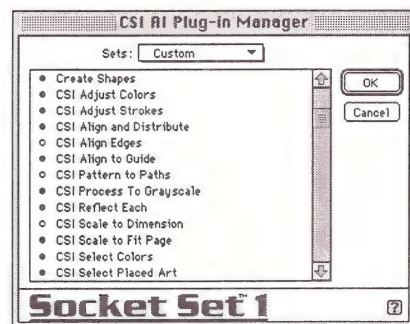 CSI AI Plug-in Manager
Sets: Custom
Create Shapes
CSI Adjust Colors
CSI Adjust Strokes
CSI Align and Distribute
CSI Align Edges
CSI Align to Guide
CSI Pattern to Paths
CSI Process To Grayscale
CSI Reflect Each
CSI Scale to Dimension
CSI Scale to Fit Page
CSI Select Colors
CSI Select Placed Art
OK
Cancel
Socket Set™ 1
?